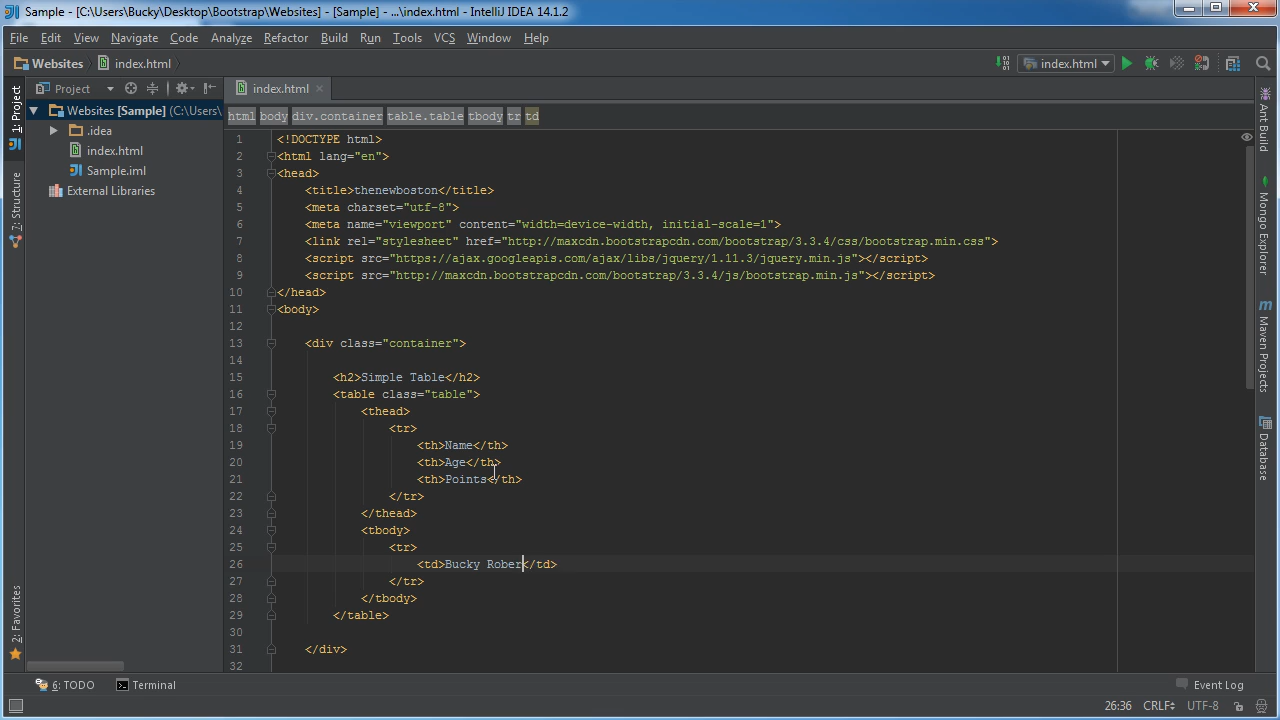 Sample - [C:\Users\Bucky\Desktop\Bootstrap\Websites] - [Sample] - ...\index.html - IntelliJ IDEA 14.1.2
File Edit View Navigate Code Analyze Refactor Build Run Tools VCS Window Help
Websites index.html index.html
Project index.html
1: Project
7: Structure
2: Favorites
Websites [Sample] (C:\Users\
.idea
index.html
Sample.iml
External Libraries
html body div.container table.table tbody tr td
1 <!DOCTYPE html>
2 <html lang="en">
3 <head>
4 <title>thenewboston</title>
5 <meta charset="utf-8">
6 <meta name="viewport" content="width=device-width, initial-scale=1">
7 <link rel="stylesheet" href="http://maxcdn.bootstrapcdn.com/bootstrap/3.3.4/css/bootstrap.min.css">
8 <script src="https://ajax.googleapis.com/ajax/libs/jquery/1.11.3/jquery.min.js"></script>
9 <script src="http://maxcdn.bootstrapcdn.com/bootstrap/3.3.4/js/bootstrap.min.js"></script>
10 </head>
11 <body>
12
13 <div class="container">
14
15 <h2>Simple Table</h2>
16 <table class="table">
17 <thead>
18 <tr>
19 <th>Name</th>
20 <th>Age</th>
21 <th>Points</th>
22 </tr>
23 </thead>
24 <tbody>
25 <tr>
26 <td>Bucky Rober</td>
27 </tr>
28 </tbody>
29 </table>
30
31 </div>
32
Ant Build
Mongo Explorer
Maven Projects
Database
6: TODO Terminal Event Log
26:36 CRLF UTF-8